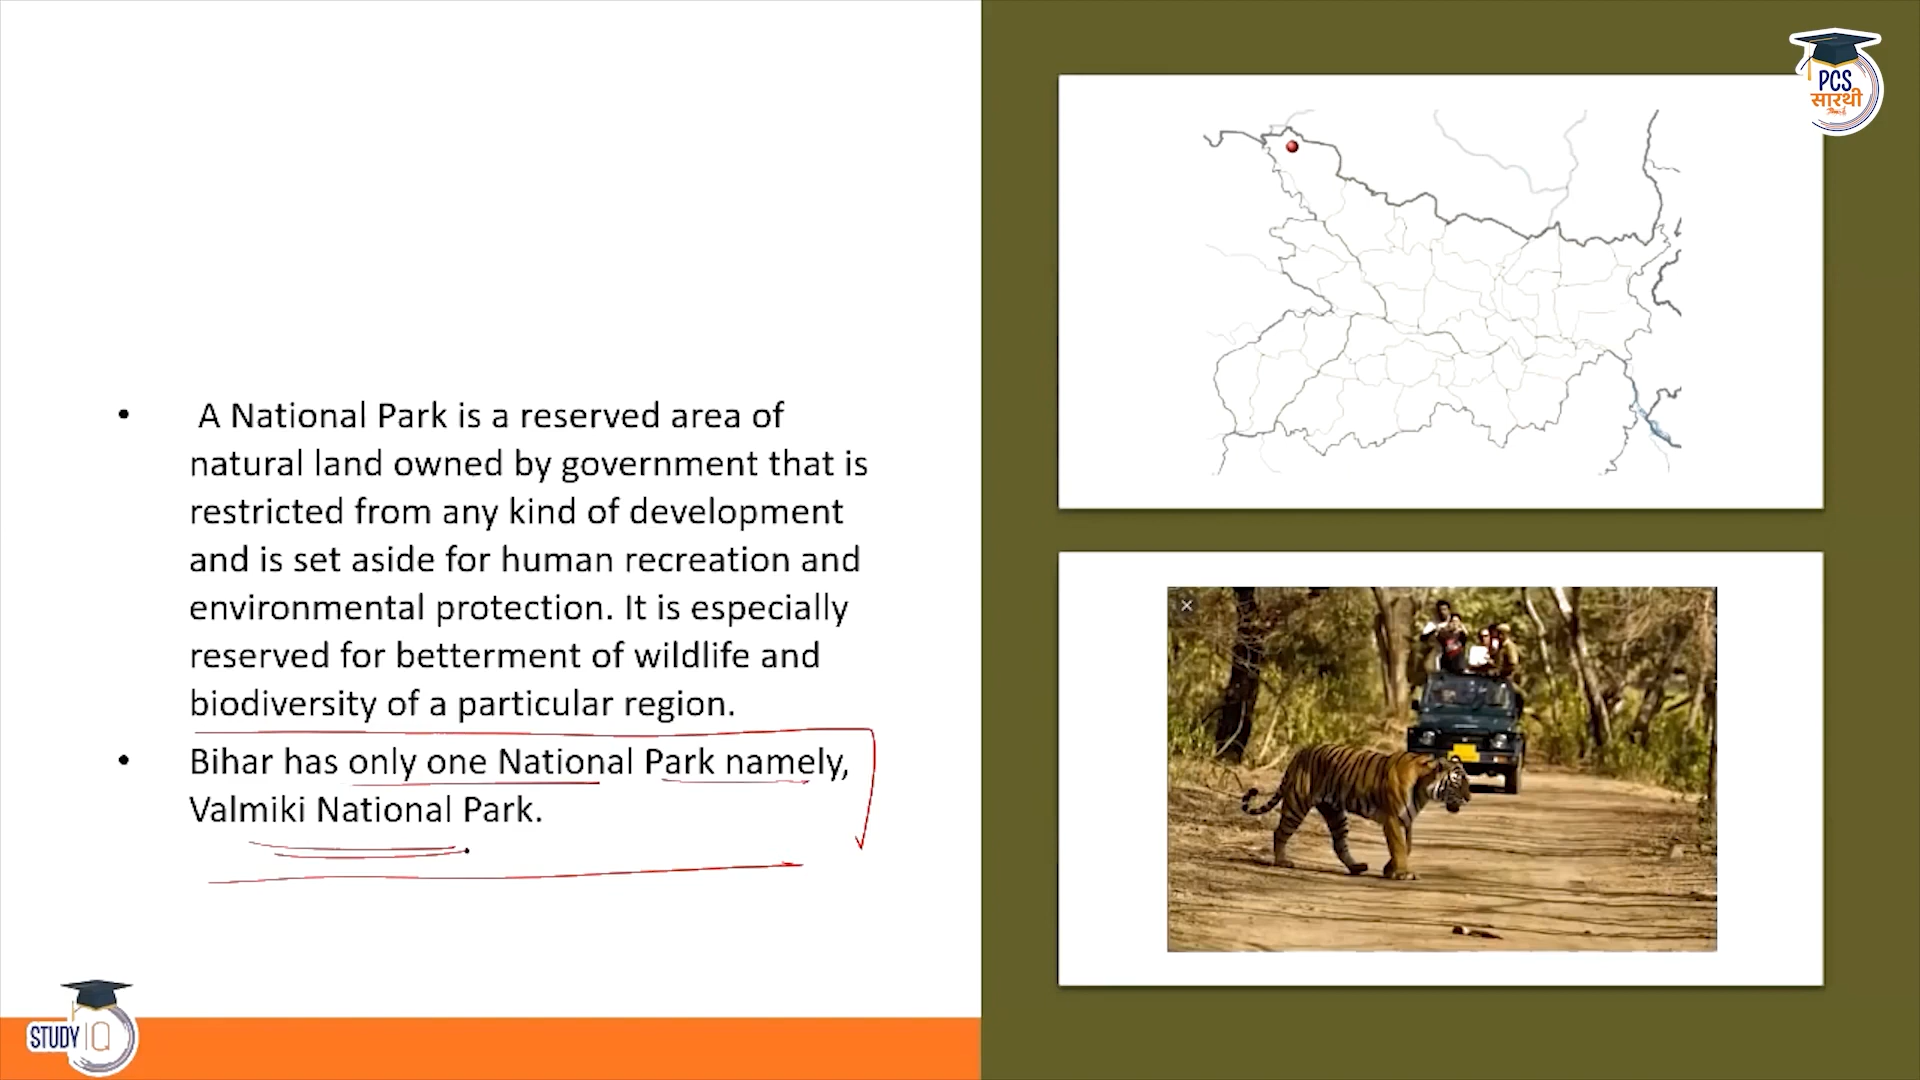 PCS
सारथी
• A National Park is a reserved area of
natural land owned by government that is
restricted from any kind of development
and is set aside for human recreation and
environmental protection. It is especially
reserved for betterment of wildlife and
biodiversity of a particular region.
• Bihar has only one National Park namely,
Valmiki National Park.
STUDY IQ